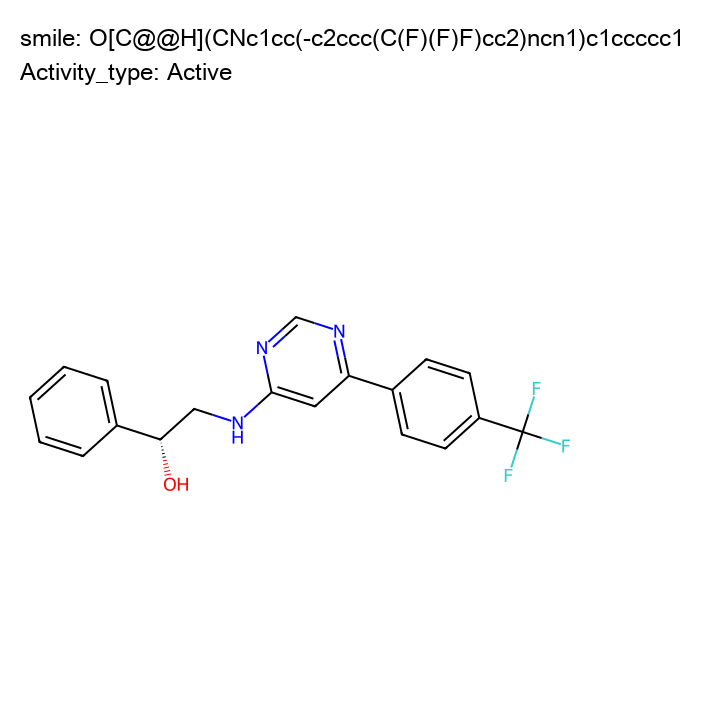 smile: O[C@@H](CNc1cc(-c2ccc(C(F)(F)F)cc2)ncn1)c1ccccc1
Activity_type: Active
F
N
N
F
F
N
H
OH